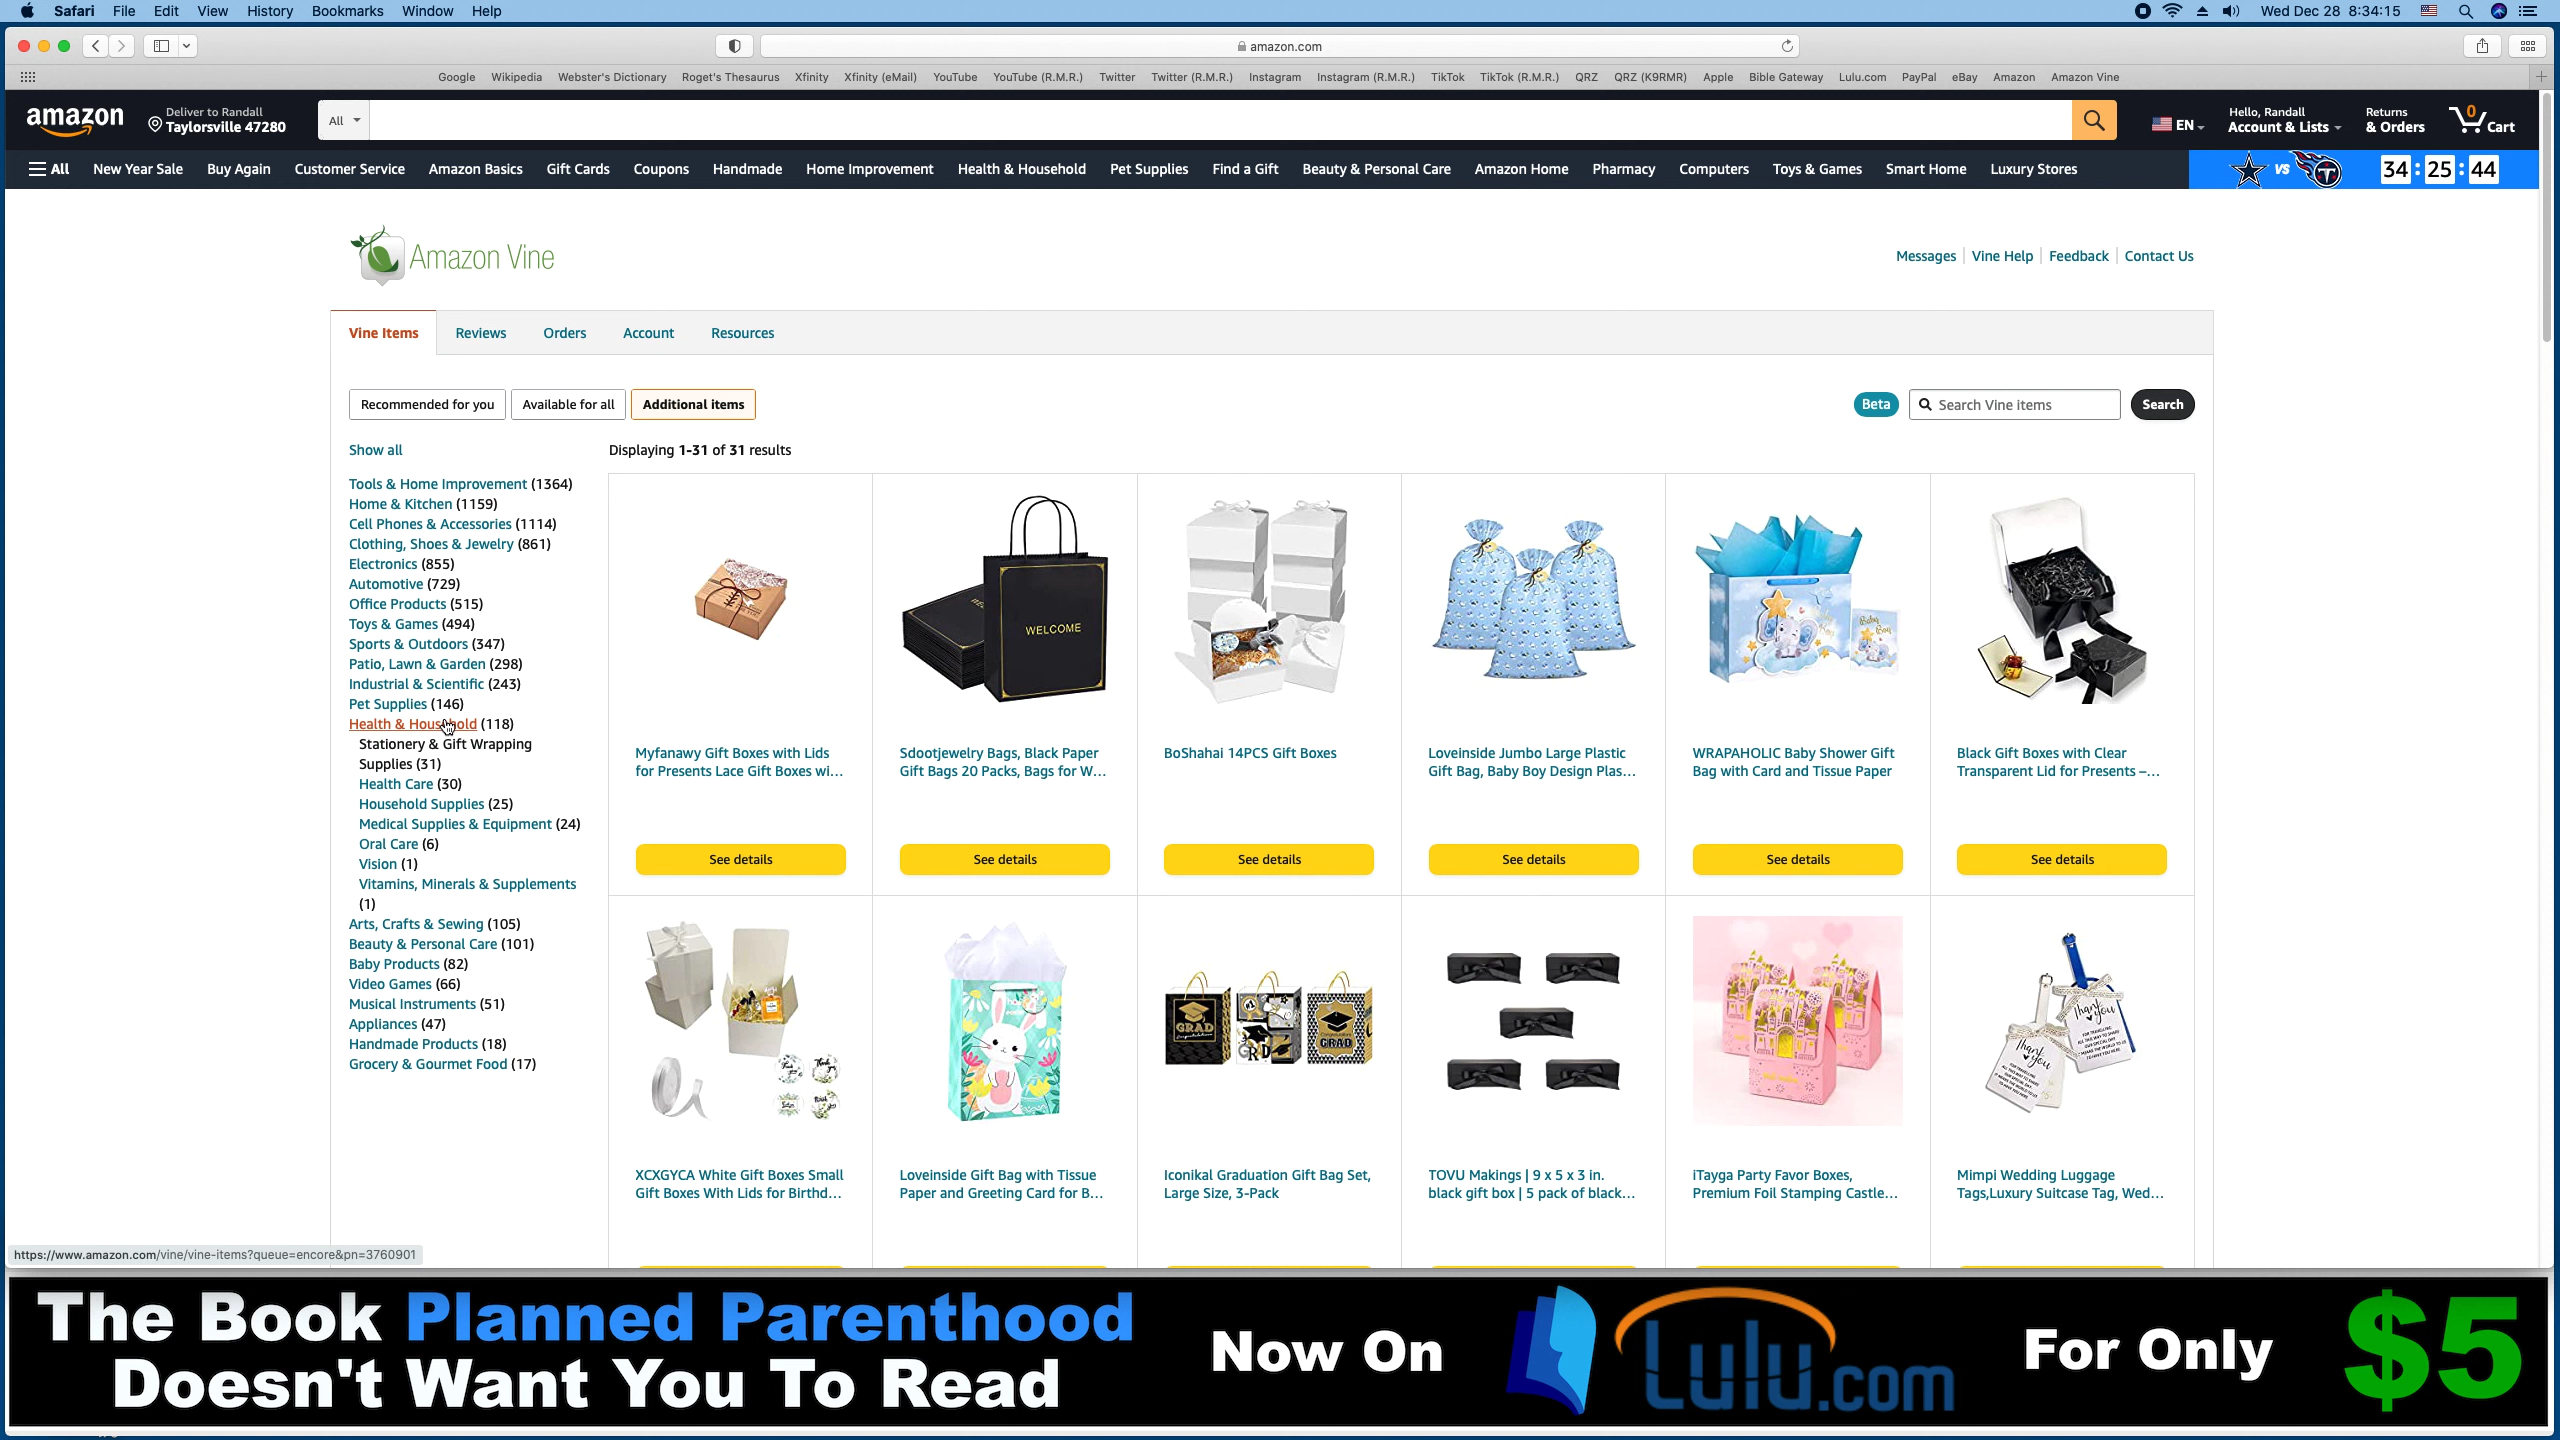 Safari File Edit View History Bookmarks Window Help
Wed Dec 28 8:34:15
amazon.com
Google Wikipedia Webster's Dictionary Roget's Thesaurus Xfinity Xfinity (eMail) YouTube YouTube (R.M.R.) Twitter Twitter (R.M.R.) Instagram Instagram (R.M.R.) TikTok TikTok (R.M.R.) QRZ QRZ (K9RMR) Apple Bible Gateway Lulu.com PayPal eBay Amazon Amazon Vine
amazon
Deliver to Randall
Taylorsville 47280
All
EN
Hello, Randall
Account & Lists
Returns
& Orders
0
Cart
All New Year Sale Buy Again Customer Service Amazon Basics Gift Cards Coupons Handmade Home Improvement Health & Household Pet Supplies Find a Gift Beauty & Personal Care Amazon Home Pharmacy Computers Toys & Games Smart Home Luxury Stores
VS
34 : 25 : 44
Amazon Vine
Messages Vine Help Feedback Contact Us
Vine Items Reviews Orders Account Resources
Recommended for you Available for all Additional items
Beta Search Vine items Search
Show all
Displaying 1-31 of 31 results
Tools & Home Improvement (1364)
Home & Kitchen (1159)
Cell Phones & Accessories (1114)
Clothing, Shoes & Jewelry (861)
Electronics (855)
Automotive (729)
Office Products (515)
Toys & Games (494)
Sports & Outdoors (347)
Patio, Lawn & Garden (298)
Industrial & Scientific (243)
Pet Supplies (146)
Health & Household (118)
Stationery & Gift Wrapping
Supplies (31)
Health Care (30)
Household Supplies (25)
Medical Supplies & Equipment (24)
Oral Care (6)
Vision (1)
Vitamins, Minerals & Supplements
(1)
Arts, Crafts & Sewing (105)
Beauty & Personal Care (101)
Baby Products (82)
Video Games (66)
Musical Instruments (51)
Appliances (47)
Handmade Products (18)
Grocery & Gourmet Food (17)
WELCOME
Baby Boy
Myfanawy Gift Boxes with Lids
for Presents Lace Gift Boxes wi...
See details
Sdootjewelry Bags, Black Paper
Gift Bags 20 Packs, Bags for W...
See details
BoShahai 14PCS Gift Boxes
See details
Loveinside Jumbo Large Plastic
Gift Bag, Baby Boy Design Plas...
See details
WRAPAHOLIC Baby Shower Gift
Bag with Card and Tissue Paper
See details
Black Gift Boxes with Clear
Transparent Lid for Presents –...
See details
GRAD
GRAD
Thank you
Thank you
XCXGYCA White Gift Boxes Small
Gift Boxes With Lids for Birthd...
Loveinside Gift Bag with Tissue
Paper and Greeting Card for B...
Iconikal Graduation Gift Bag Set,
Large Size, 3-Pack
TOVU Makings | 9 x 5 x 3 in.
black gift box | 5 pack of black...
iTayga Party Favor Boxes,
Premium Foil Stamping Castle...
Mimpi Wedding Luggage
Tags,Luxury Suitcase Tag, Wed...
https://www.amazon.com/vine/vine-items?queue=encore&pn=3760901
The Book Planned Parenthood
Doesn't Want You To Read
Now On
Lulu.com
For Only
$5